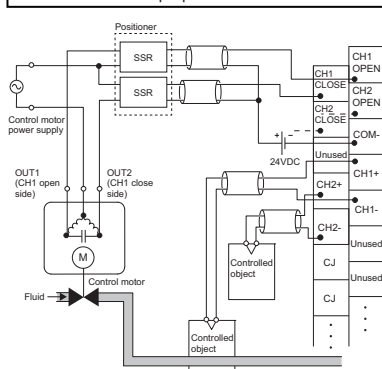 Positioner
SSR
SSR
Control motor
power supply
OUT1
(CH1 open
side)
OUT2
(CH1 close
side)
M
Control motor
Fluid
+
-
24VDC
Controlled
object
Controlled
object
CH1
OPEN
CH1
CLOSE
CH2
OPEN
CH2
CLOSE
COM-
Unused
CH1+
CH2+
CH1-
CH2-
Unused
CJ
Unused
CJ